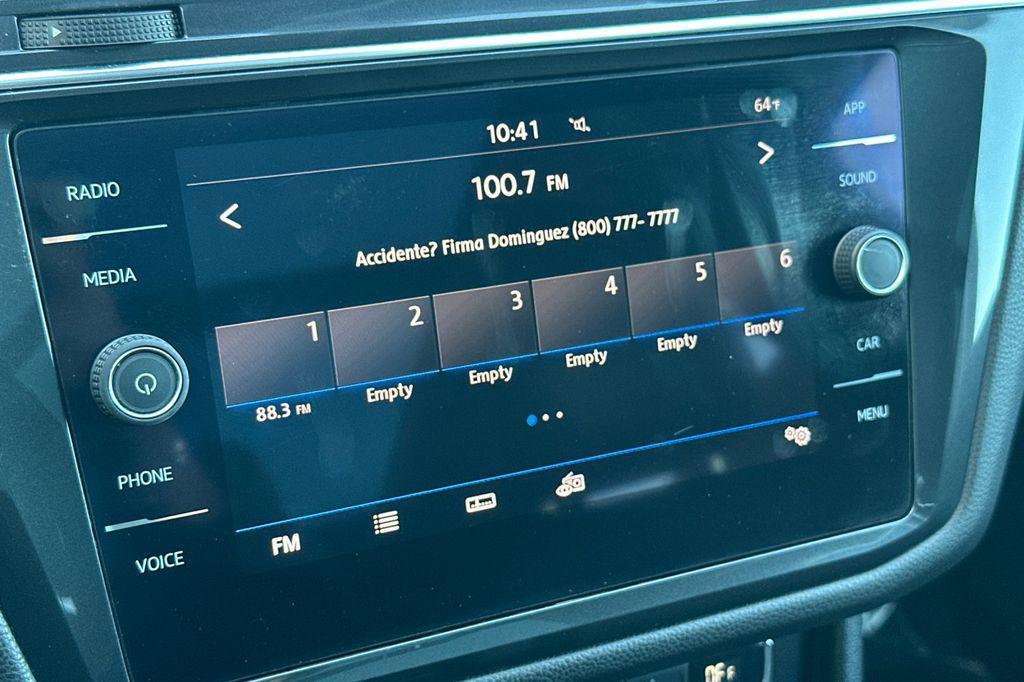 10:41
64°F
APP
RADIO
100.7 FM
SOUND
MEDIA
Accidente? Firma Dominguez (800) 777-7777
1 2 3 4 5 6
88.3 FM Empty Empty Empty Empty Empty
CAR
MENU
PHONE
FM
VOICE